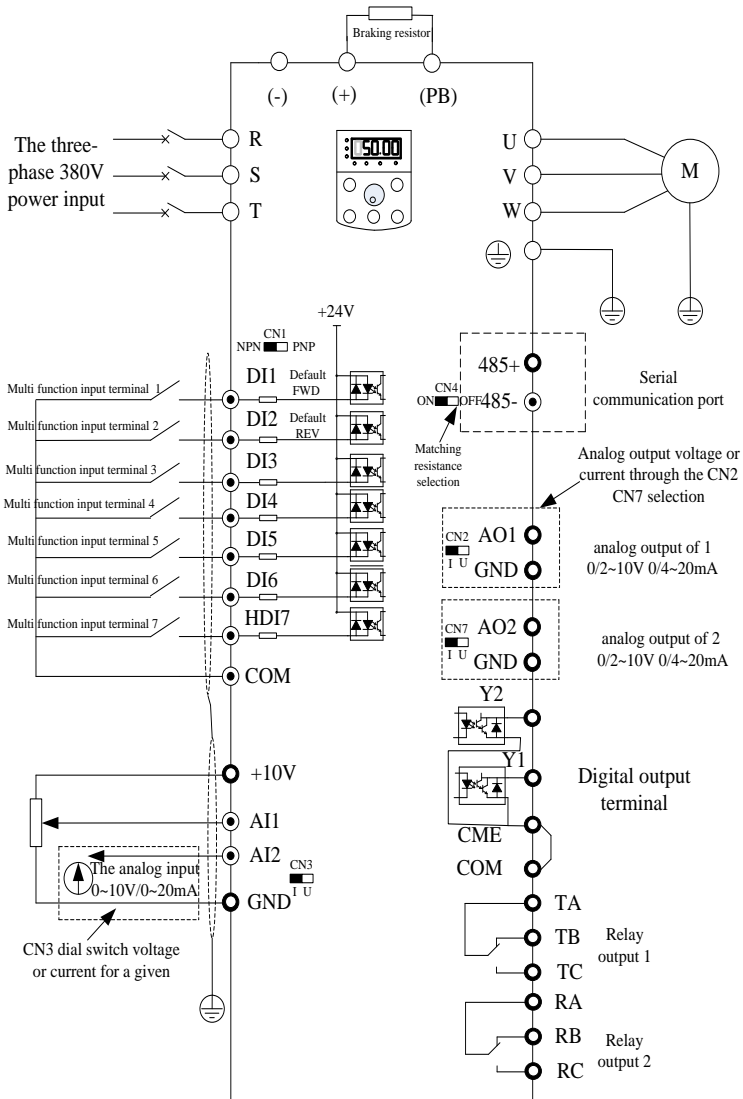 Braking resistor
(-)
(+)
(PB)
The three-
phase 380V
power input
R
S
T
50.00
U
V
W
M
+24V
CN1
NPN PNP
Multi function input terminal 1
DI1
Default
FWD
Multi function input terminal 2
DI2
Default
REV
Multi function input terminal 3
DI3
Multi function input terminal 4
DI4
Multi function input terminal 5
DI5
Multi function input terminal 6
DI6
Multi function input terminal 7
HDI7
COM
+10V
AI1
AI2
The analog input
0~10V/0~20mA
CN3
I U
GND
CN3 dial switch voltage
or current for a given
485+
CN4
ON OFF
485-
Matching
resistance
selection
Serial
communication port
Analog output voltage or
current through the CN2
CN7 selection
CN2
I U
AO1
GND
analog output of 1
0/2~10V 0/4~20mA
CN7
I U
AO2
GND
analog output of 2
0/2~10V 0/4~20mA
Y2
Y1
CME
COM
Digital output
terminal
TA
TB
TC
Relay
output 1
RA
RB
RC
Relay
output 2